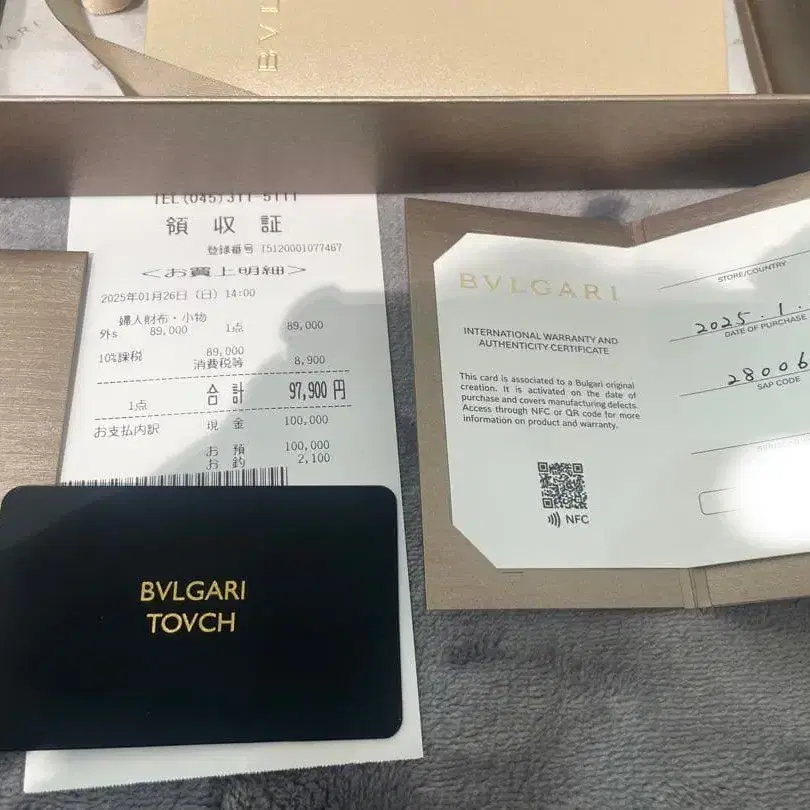 BVLGARI
TEL(045)311-5111
領収証
登録番号 T5120001077467
<お買上明細>
2025年01月26日(日)14:00
婦人財布・小物
外s 89,000 1点 89,000
10%課税 89,000
消費税等 8,900
1点 合計 97,900円
お支払内訳 現金 100,000
お預 100,000
お釣 2,100
BVLGARI
TOVCH
BVLGARI
INTERNATIONAL WARRANTY AND
AUTHENTICITY CERTIFICATE
This card is associated to a Bulgari original
creation. It is activated on the date of
purchase and covers manufacturing defects.
Access through NFC or QR code for more
information on product and warranty.
NFC
STORE/COUNTRY
2025.1.
DATE OF PURCHASE
28006
SAP CODE